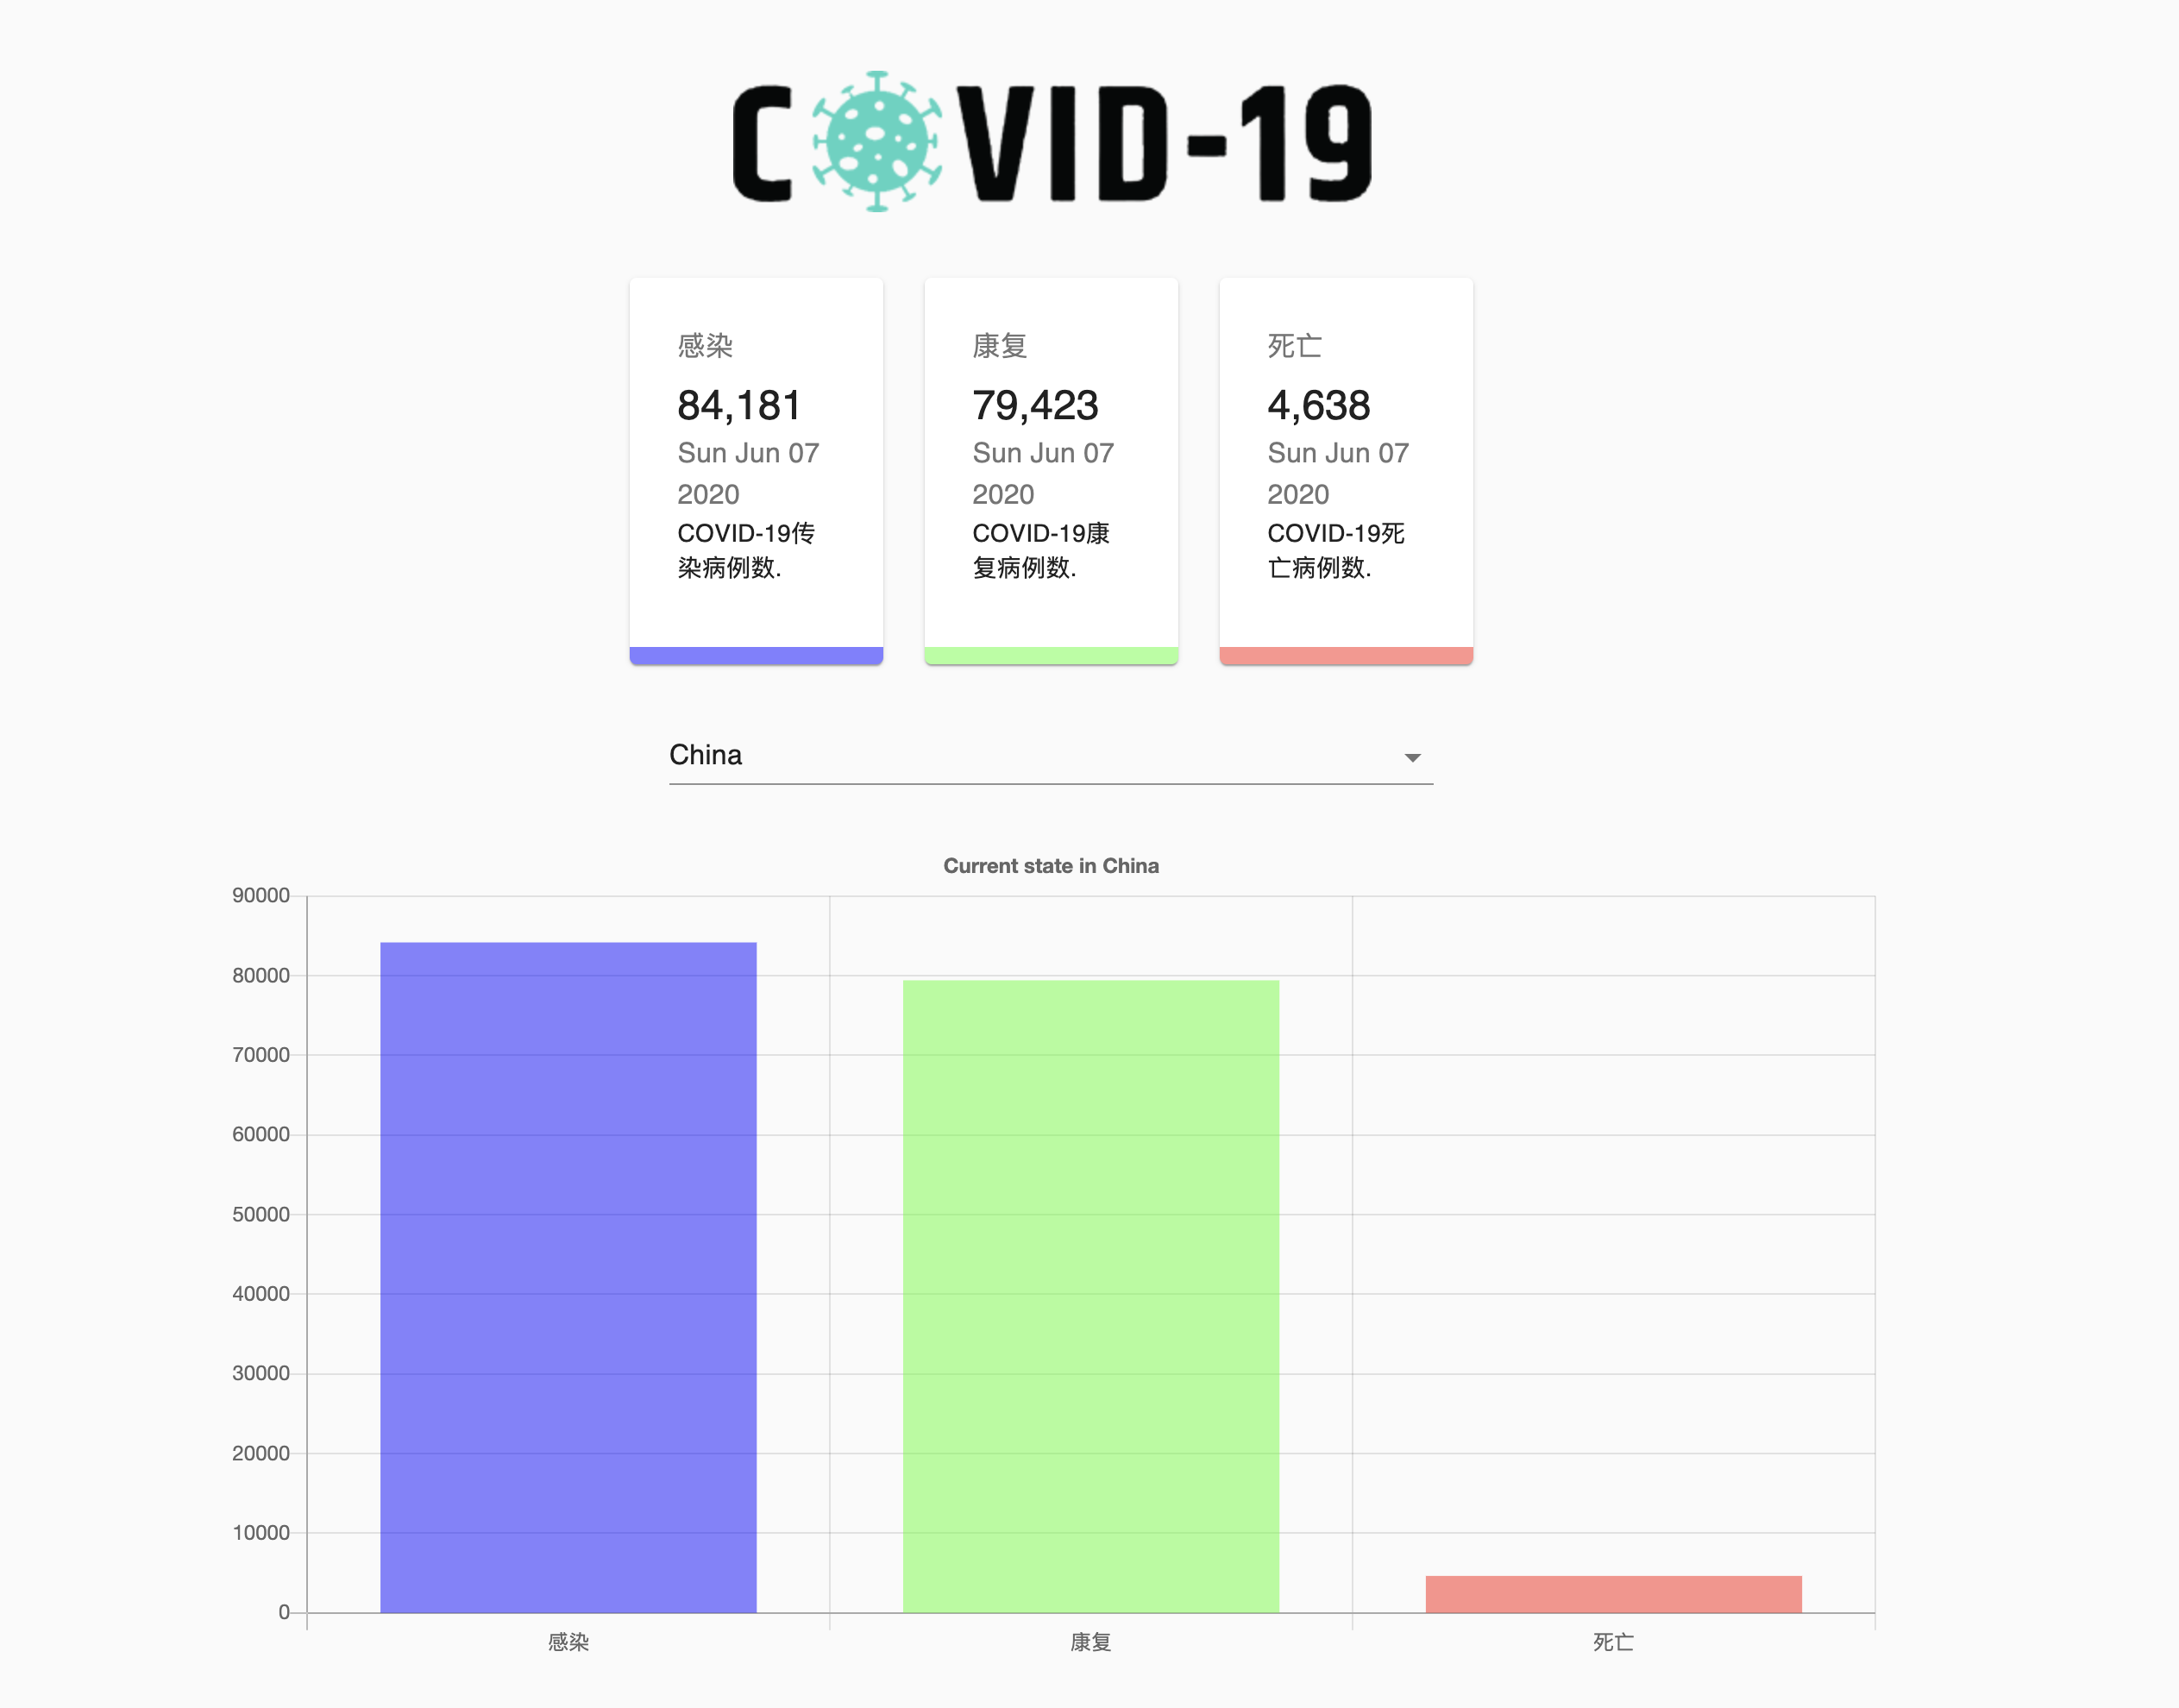 COVID-19
感染
84,181
Sun Jun 07
2020
COVID-19传
染病例数.
康复
79,423
Sun Jun 07
2020
COVID-19康
复病例数.
死亡
4,638
Sun Jun 07
2020
COVID-19死
亡病例数.
China
Current state in China
90000
80000
70000
60000
50000
40000
30000
20000
10000
0
感染
康复
死亡